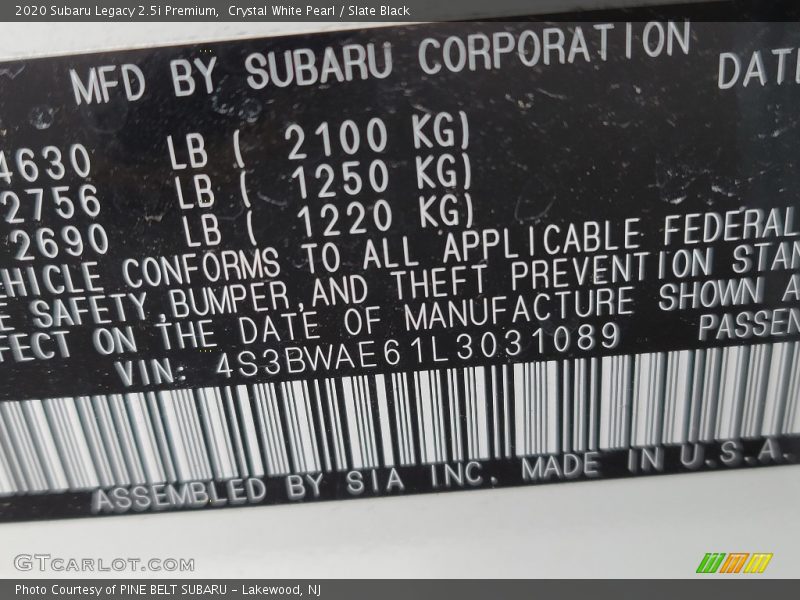 2020 Subaru Legacy 2.5i Premium,  Crystal White Pearl / Slate Black
MFD BY SUBARU CORPORATION
DATE
4630 LB ( 2100 KG)
2756 LB ( 1250 KG)
2690 LB ( 1220 KG)
EHICLE CONFORMS TO ALL APPLICABLE FEDERAL
E SAFETY,BUMPER,AND THEFT PREVENTION STAN
FECT ON THE DATE OF MANUFACTURE SHOWN A
VIN: 4S3BWAE61L3031089 PASSEN
ASSEMBLED BY SIA INC. MADE IN U.S.A.
GTCARLOT.COM
Photo Courtesy of PINE BELT SUBARU – Lakewood, NJ